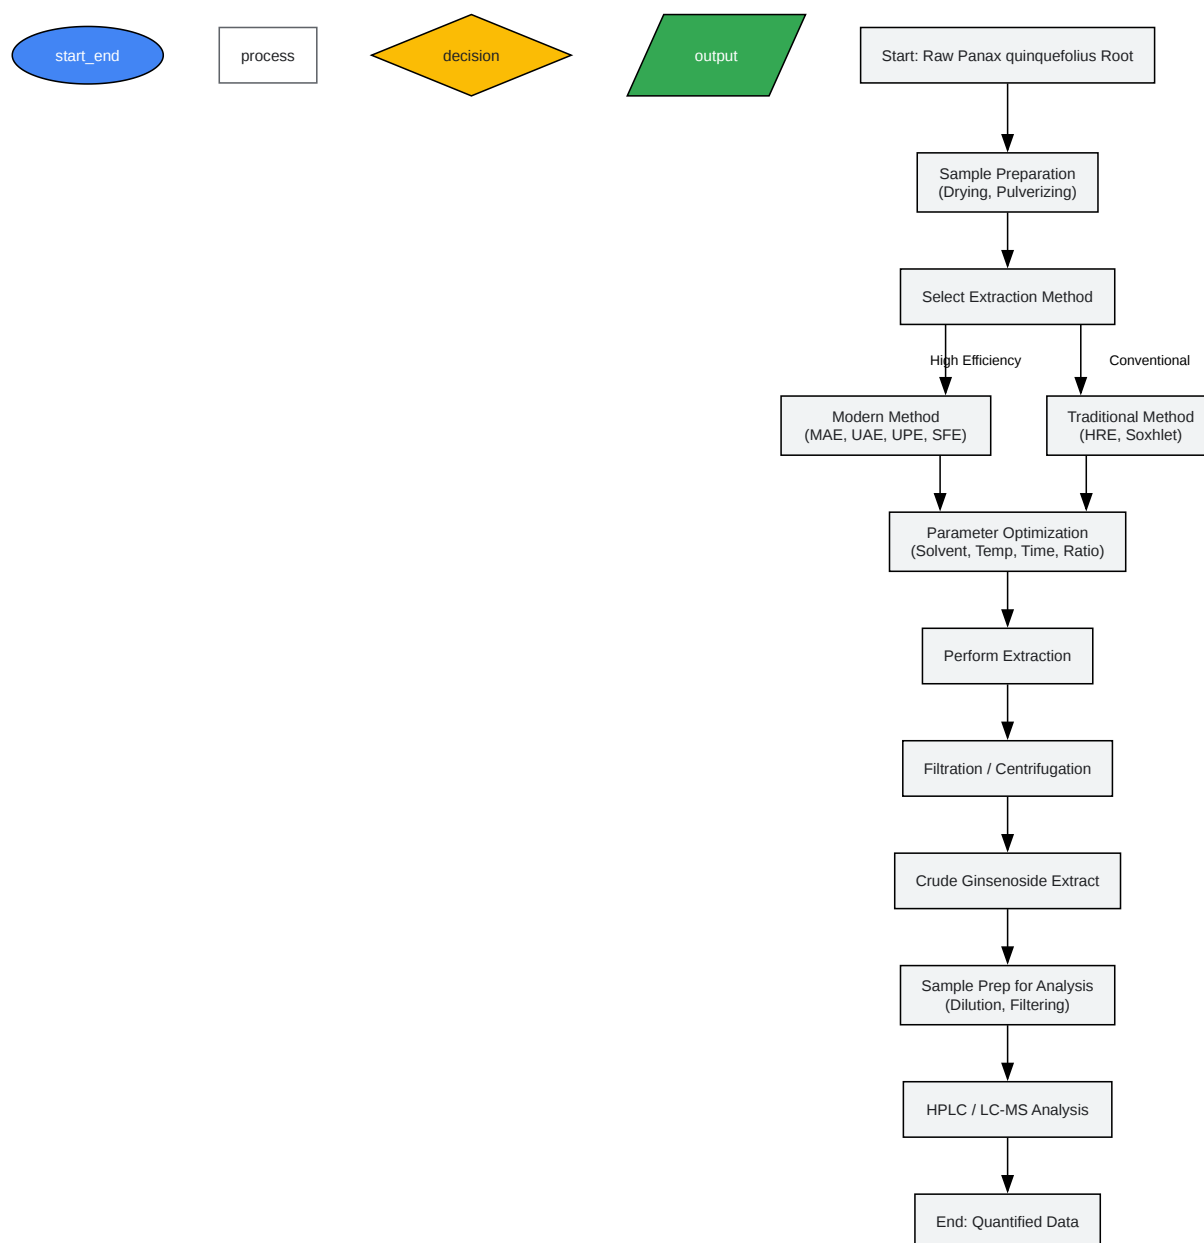 start_end
process
decision
output
Start: Raw Panax quinquefolius Root
Sample Preparation
(Drying, Pulverizing)
Select Extraction Method
High Efficiency
Conventional
Modern Method
(MAE, UAE, UPE, SFE)
Traditional Method
(HRE, Soxhlet)
Parameter Optimization
(Solvent, Temp, Time, Ratio)
Perform Extraction
Filtration / Centrifugation
Crude Ginsenoside Extract
Sample Prep for Analysis
(Dilution, Filtering)
HPLC / LC-MS Analysis
End: Quantified Data